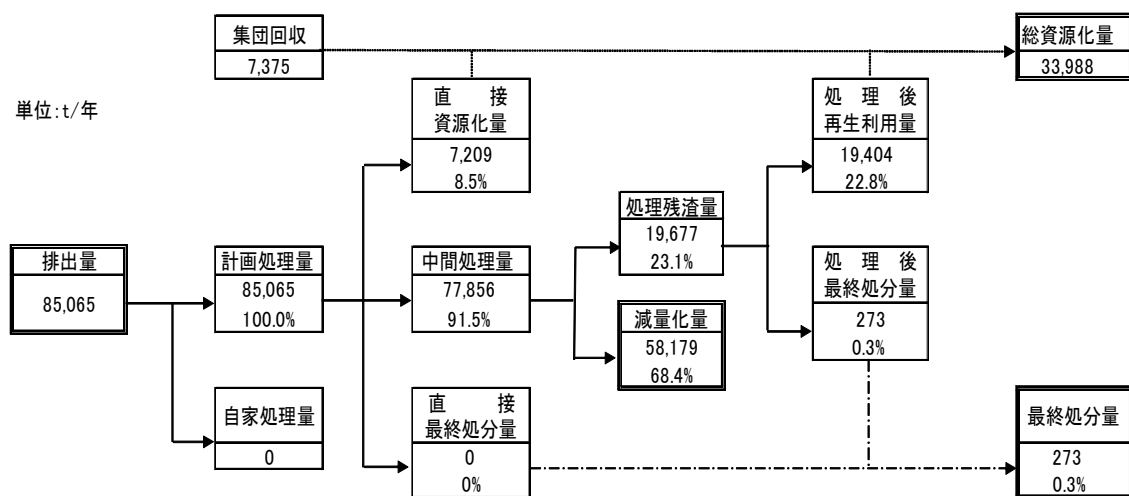 集団回収
7,375
総資源化量
33,988
単位:t/年
直　接
資源化量
7,209
8.5%
処　理　後
再生利用量
19,404
22.8%
処理残渣量
19,677
23.1%
排出量
85,065
計画処理量
85,065
100.0%
中間処理量
77,856
91.5%
減量化量
58,179
68.4%
処　理　後
最終処分量
273
0.3%
自家処理量
0
直　接
最終処分量
0
0%
最終処分量
273
0.3%